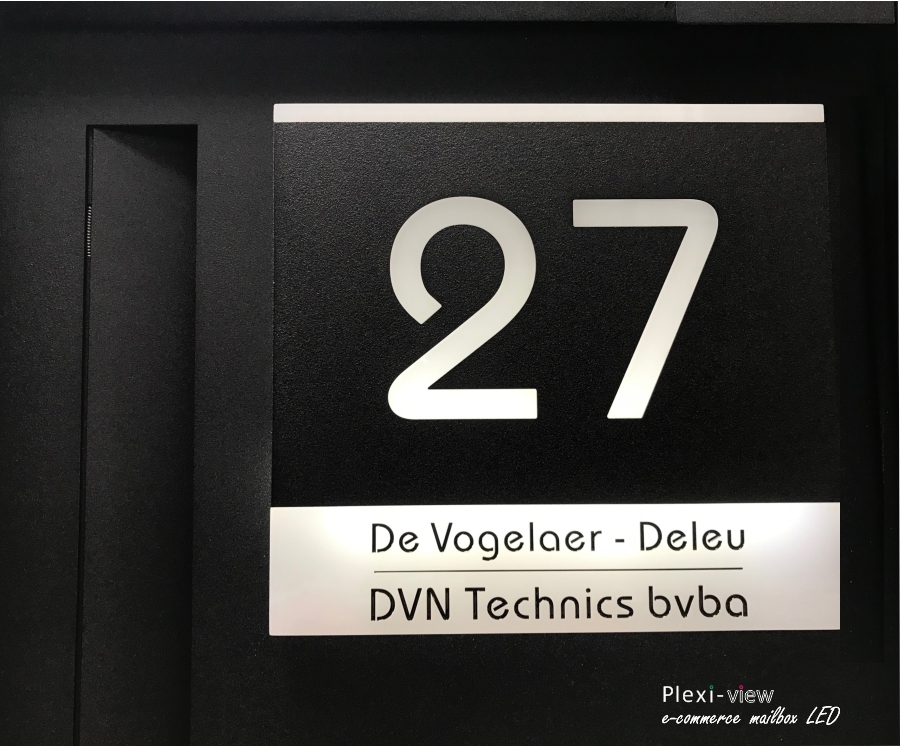 27
De Vogelaer - Deleu
DVN Technics bvba
Plexi-view
e-commerce mailbox LED